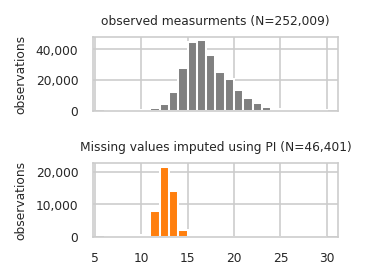 observed measurments (N=252,009)
40,000
20,000
0
observations
Missing values imputed using PI (N=46,401)
20,000
10,000
0
observations
5 10 15 20 25 30